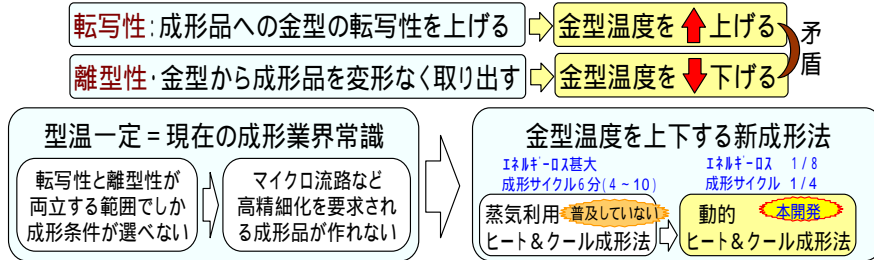 転写性:成形品への金型の転写性を上げる
金型温度を上げる
離型性・金型から成形品を変形なく取り出す
金型温度を下げる
矛盾
型温一定=現在の成形業界常識
転写性と離型性が
両立する範囲でしか
成形条件が選べない
マイクロ流路など
高精細化を要求され
る成形品が作れない
金型温度を上下する新成形法
エネルギーロス甚大
成形サイクル6分(4~10)
蒸気利用 普及していない
ヒート&クール成形法
エネルギーロス 1/8
成形サイクル 1/4
動的 本開発
ヒート&クール成形法